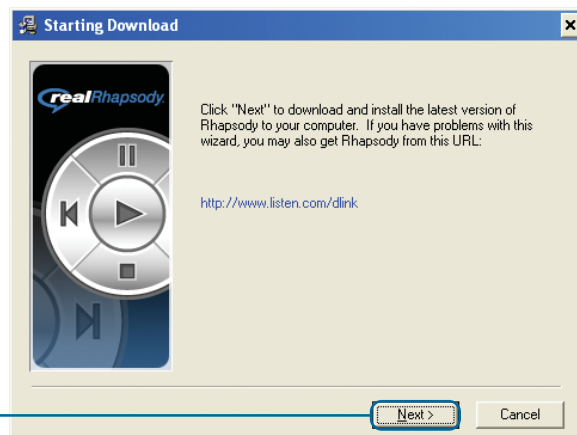 Starting Download
realRhapsody.
Click "Next" to download and install the latest version of
Rhapsody to your computer. If you have problems with this
wizard, you may also get Rhapsody from this URL:
http://www.listen.com/dlink
Next >
Cancel